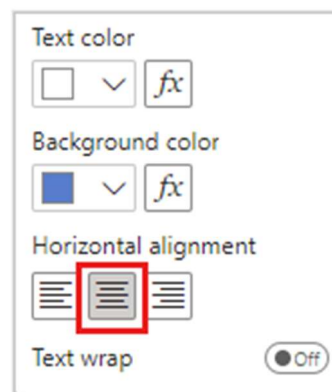 Text color
fx
Background color
fx
Horizontal alignment
Text wrap
Off